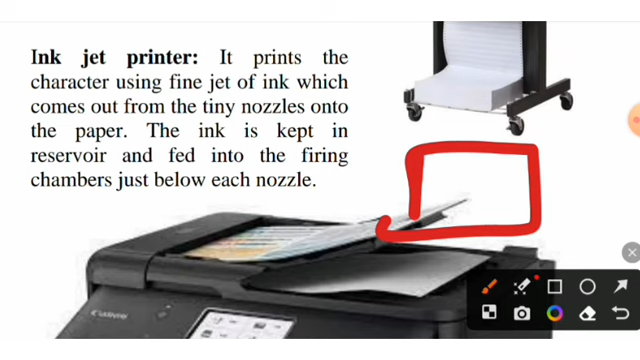 Ink jet printer: It prints the
character using fine jet of ink which
comes out from the tiny nozzles onto
the paper. The ink is kept in
reservoir and fed into the firing
chambers just below each nozzle.
Canon